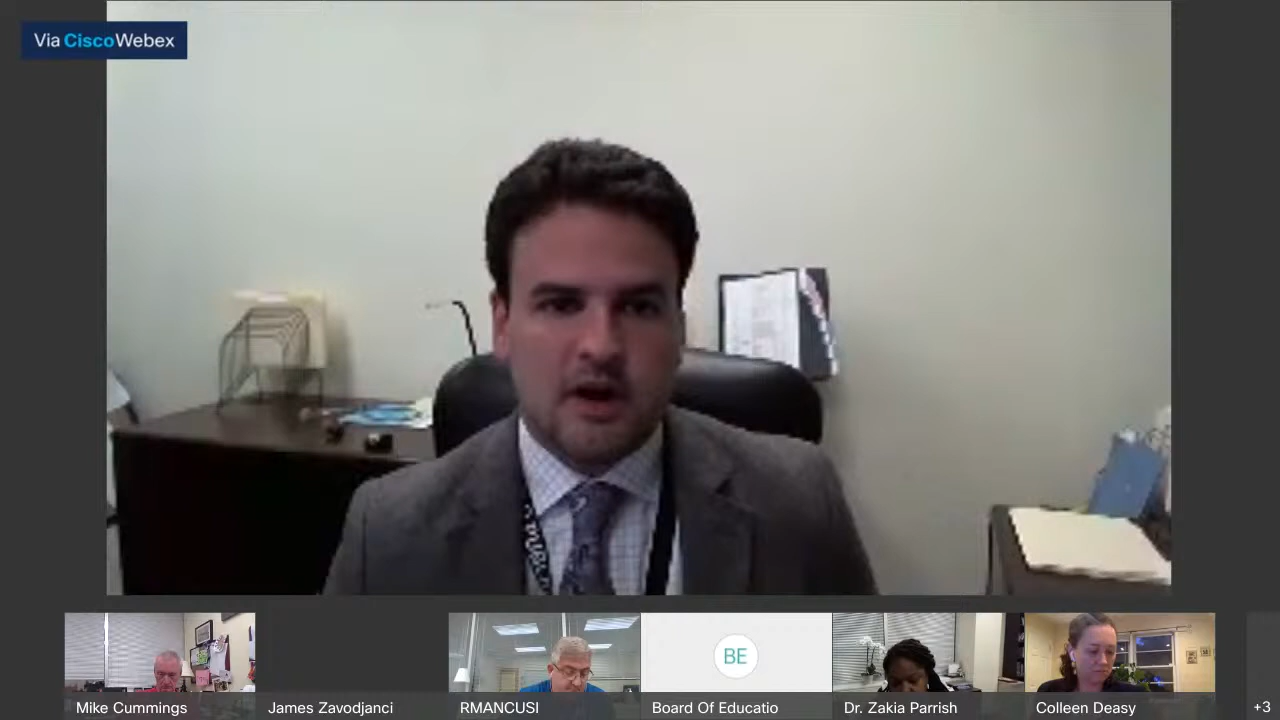 Via CiscoWebex
BE
Mike Cummings
James Zavodjanci
RMANCUSI
Board Of Educatio
Dr. Zakia Parrish
Colleen Deasy
+3